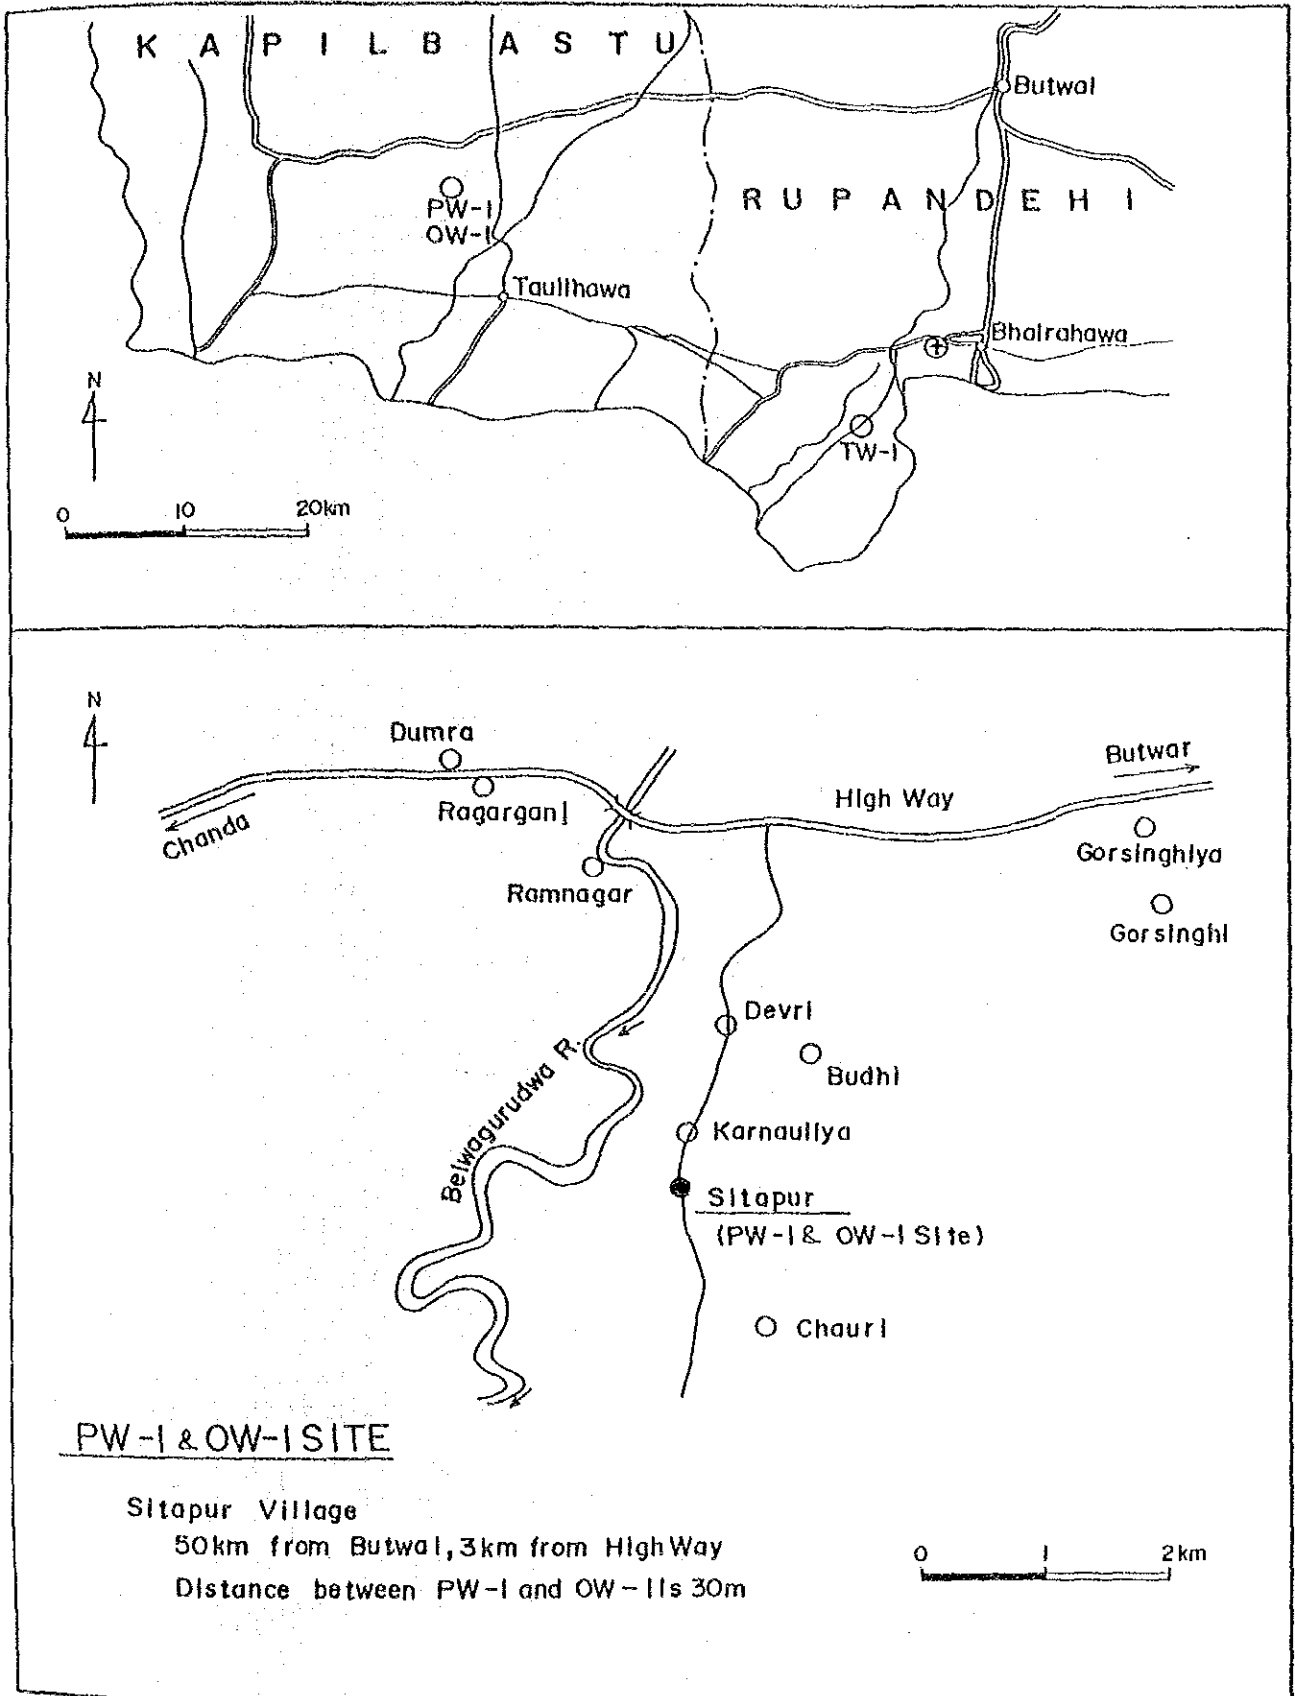 KAPILBASTU
Butwal
RUPANDEHI
PW-1
OW-1
Taulihawa
Bhairahawa
TW-1
N
0 10 20km
N
Dumra
Butwar
Ragarganj
High Way
Chanda
Gorsinghiya
Ramnagar
Gorsinghi
Devri
Budhi
Belwagurudwa R.
Karnauliya
Sitapur
(PW-1 & OW-1 Site)
Chauri
PW-1 & OW-1 SITE
Sitapur Village
50km from Butwal, 3km from High Way
0 1 2km
Distance between PW-1 and OW-1 is 30m